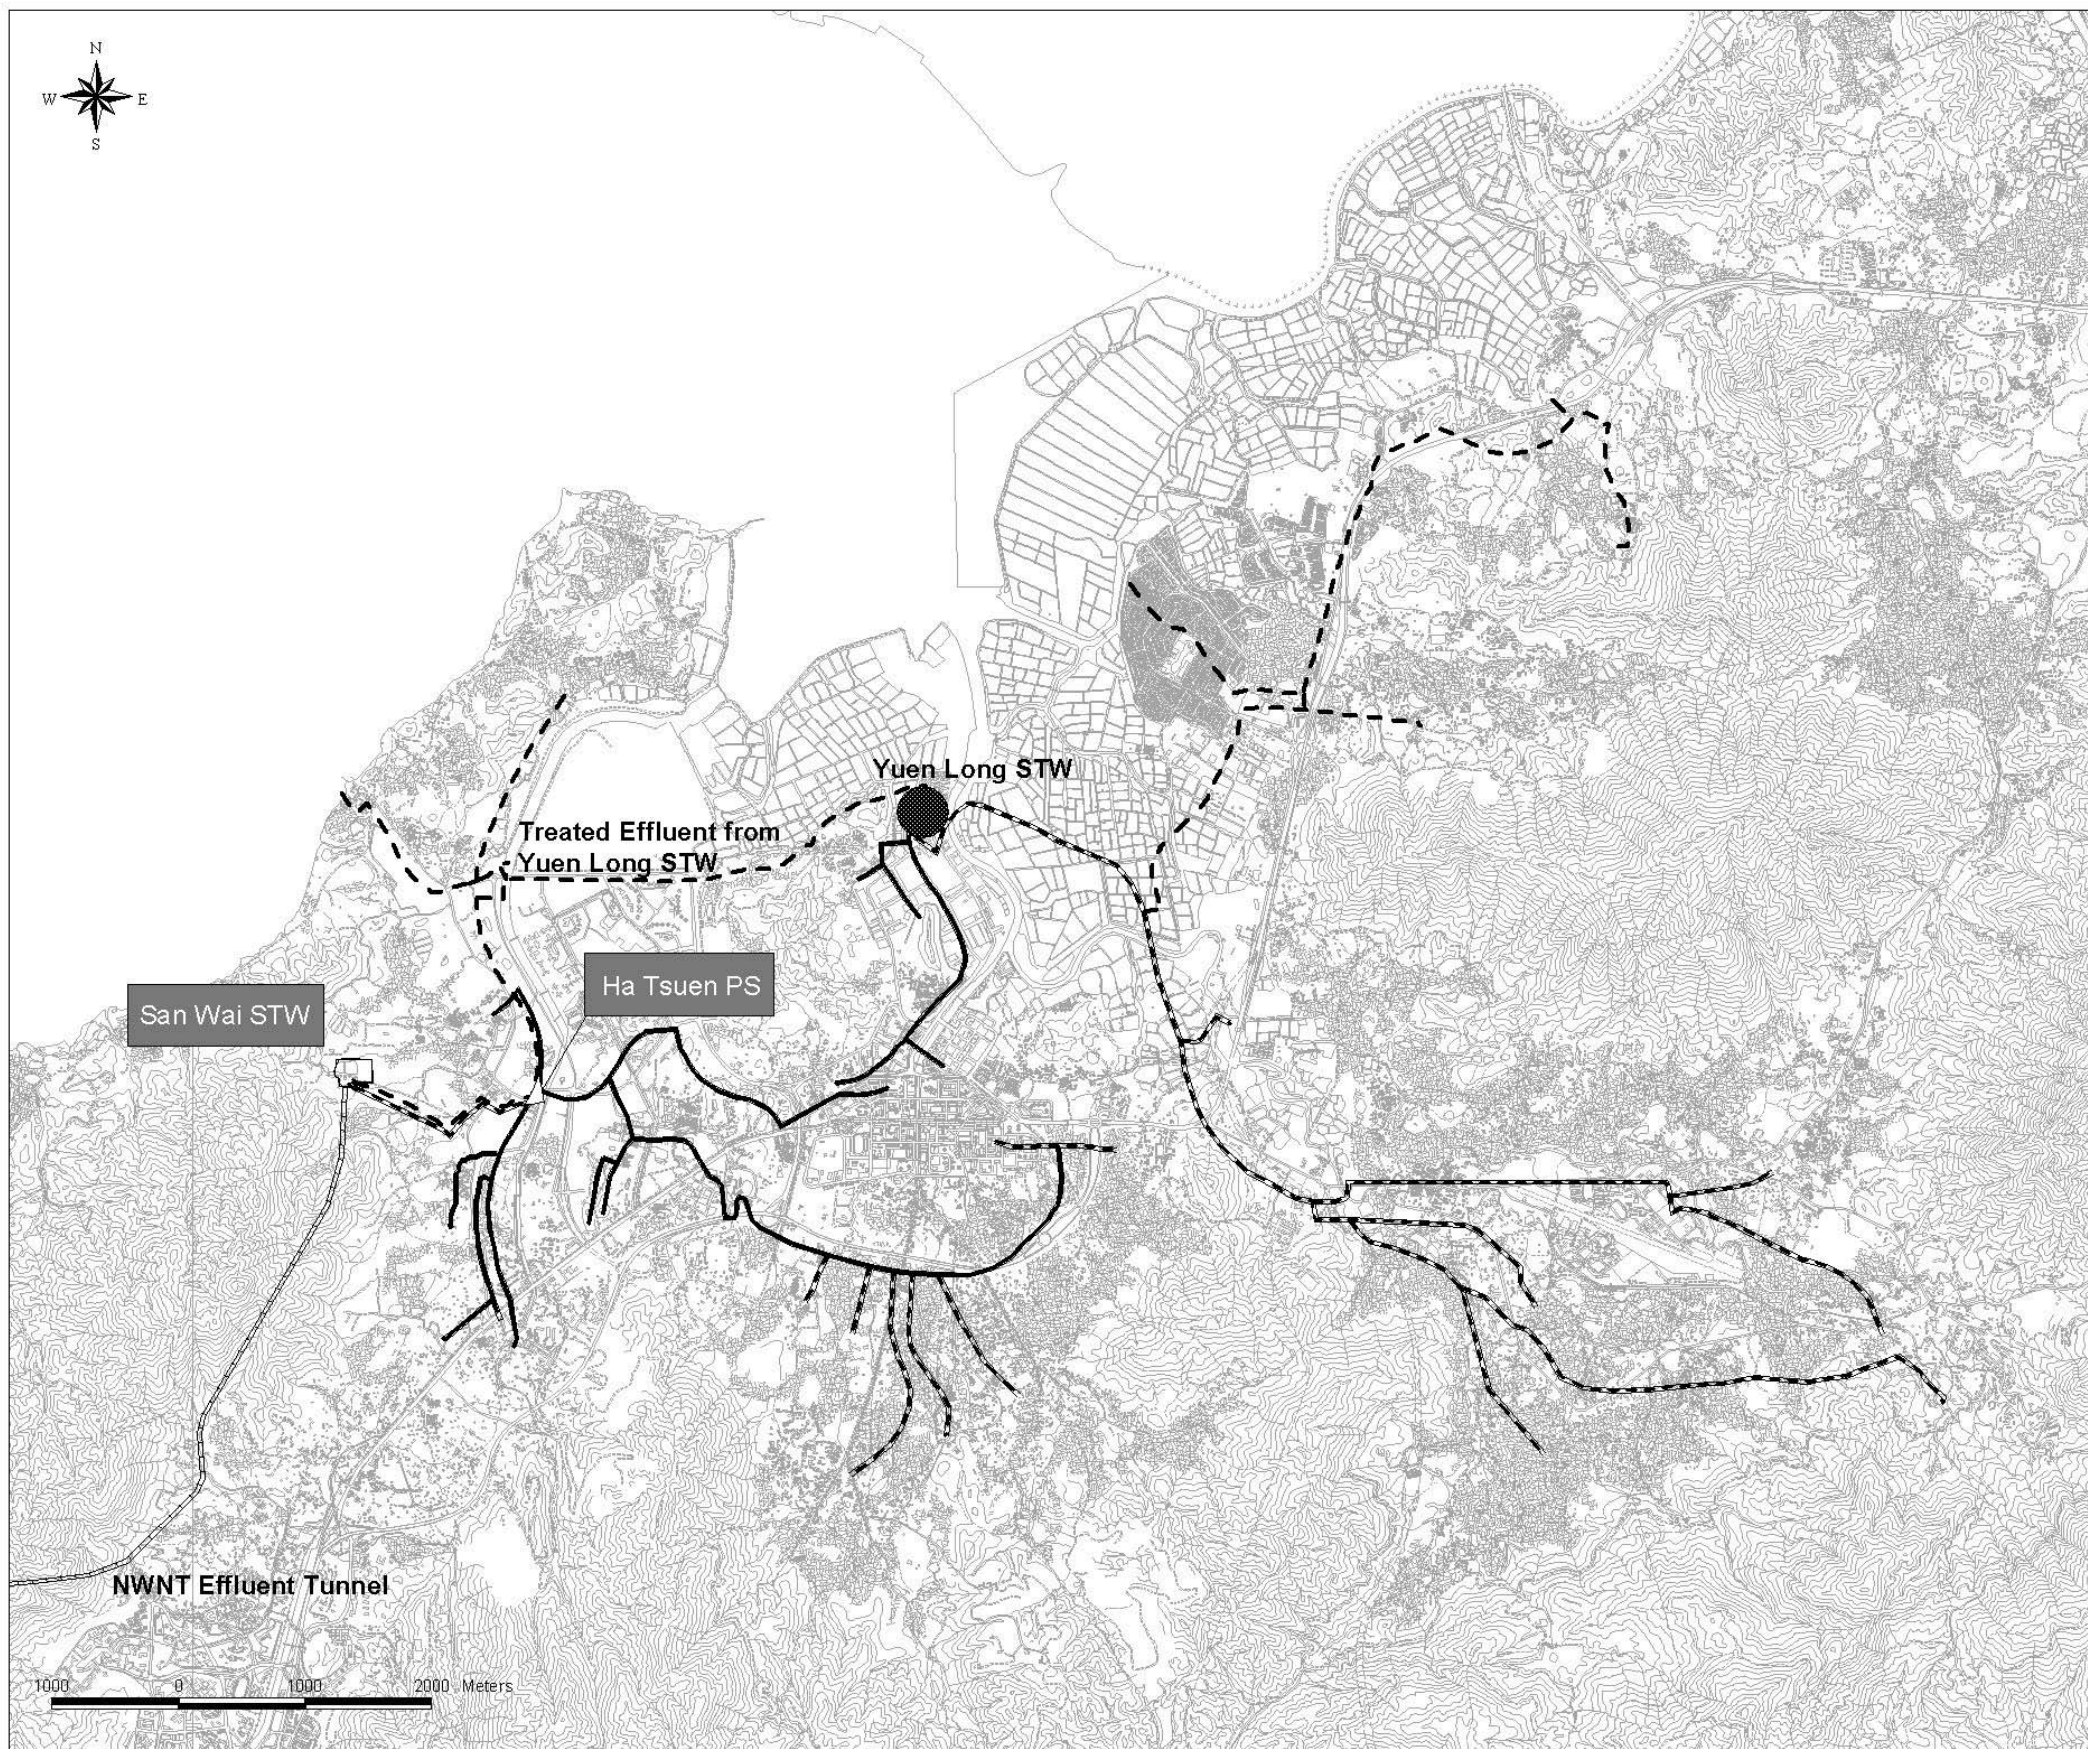 N
W E
S
Yuen Long STW
Treated Effluent from
Yuen Long STW
Ha Tsuen PS
San Wai STW
NWNT Effluent Tunnel
1000 0 1000 2000 Meters